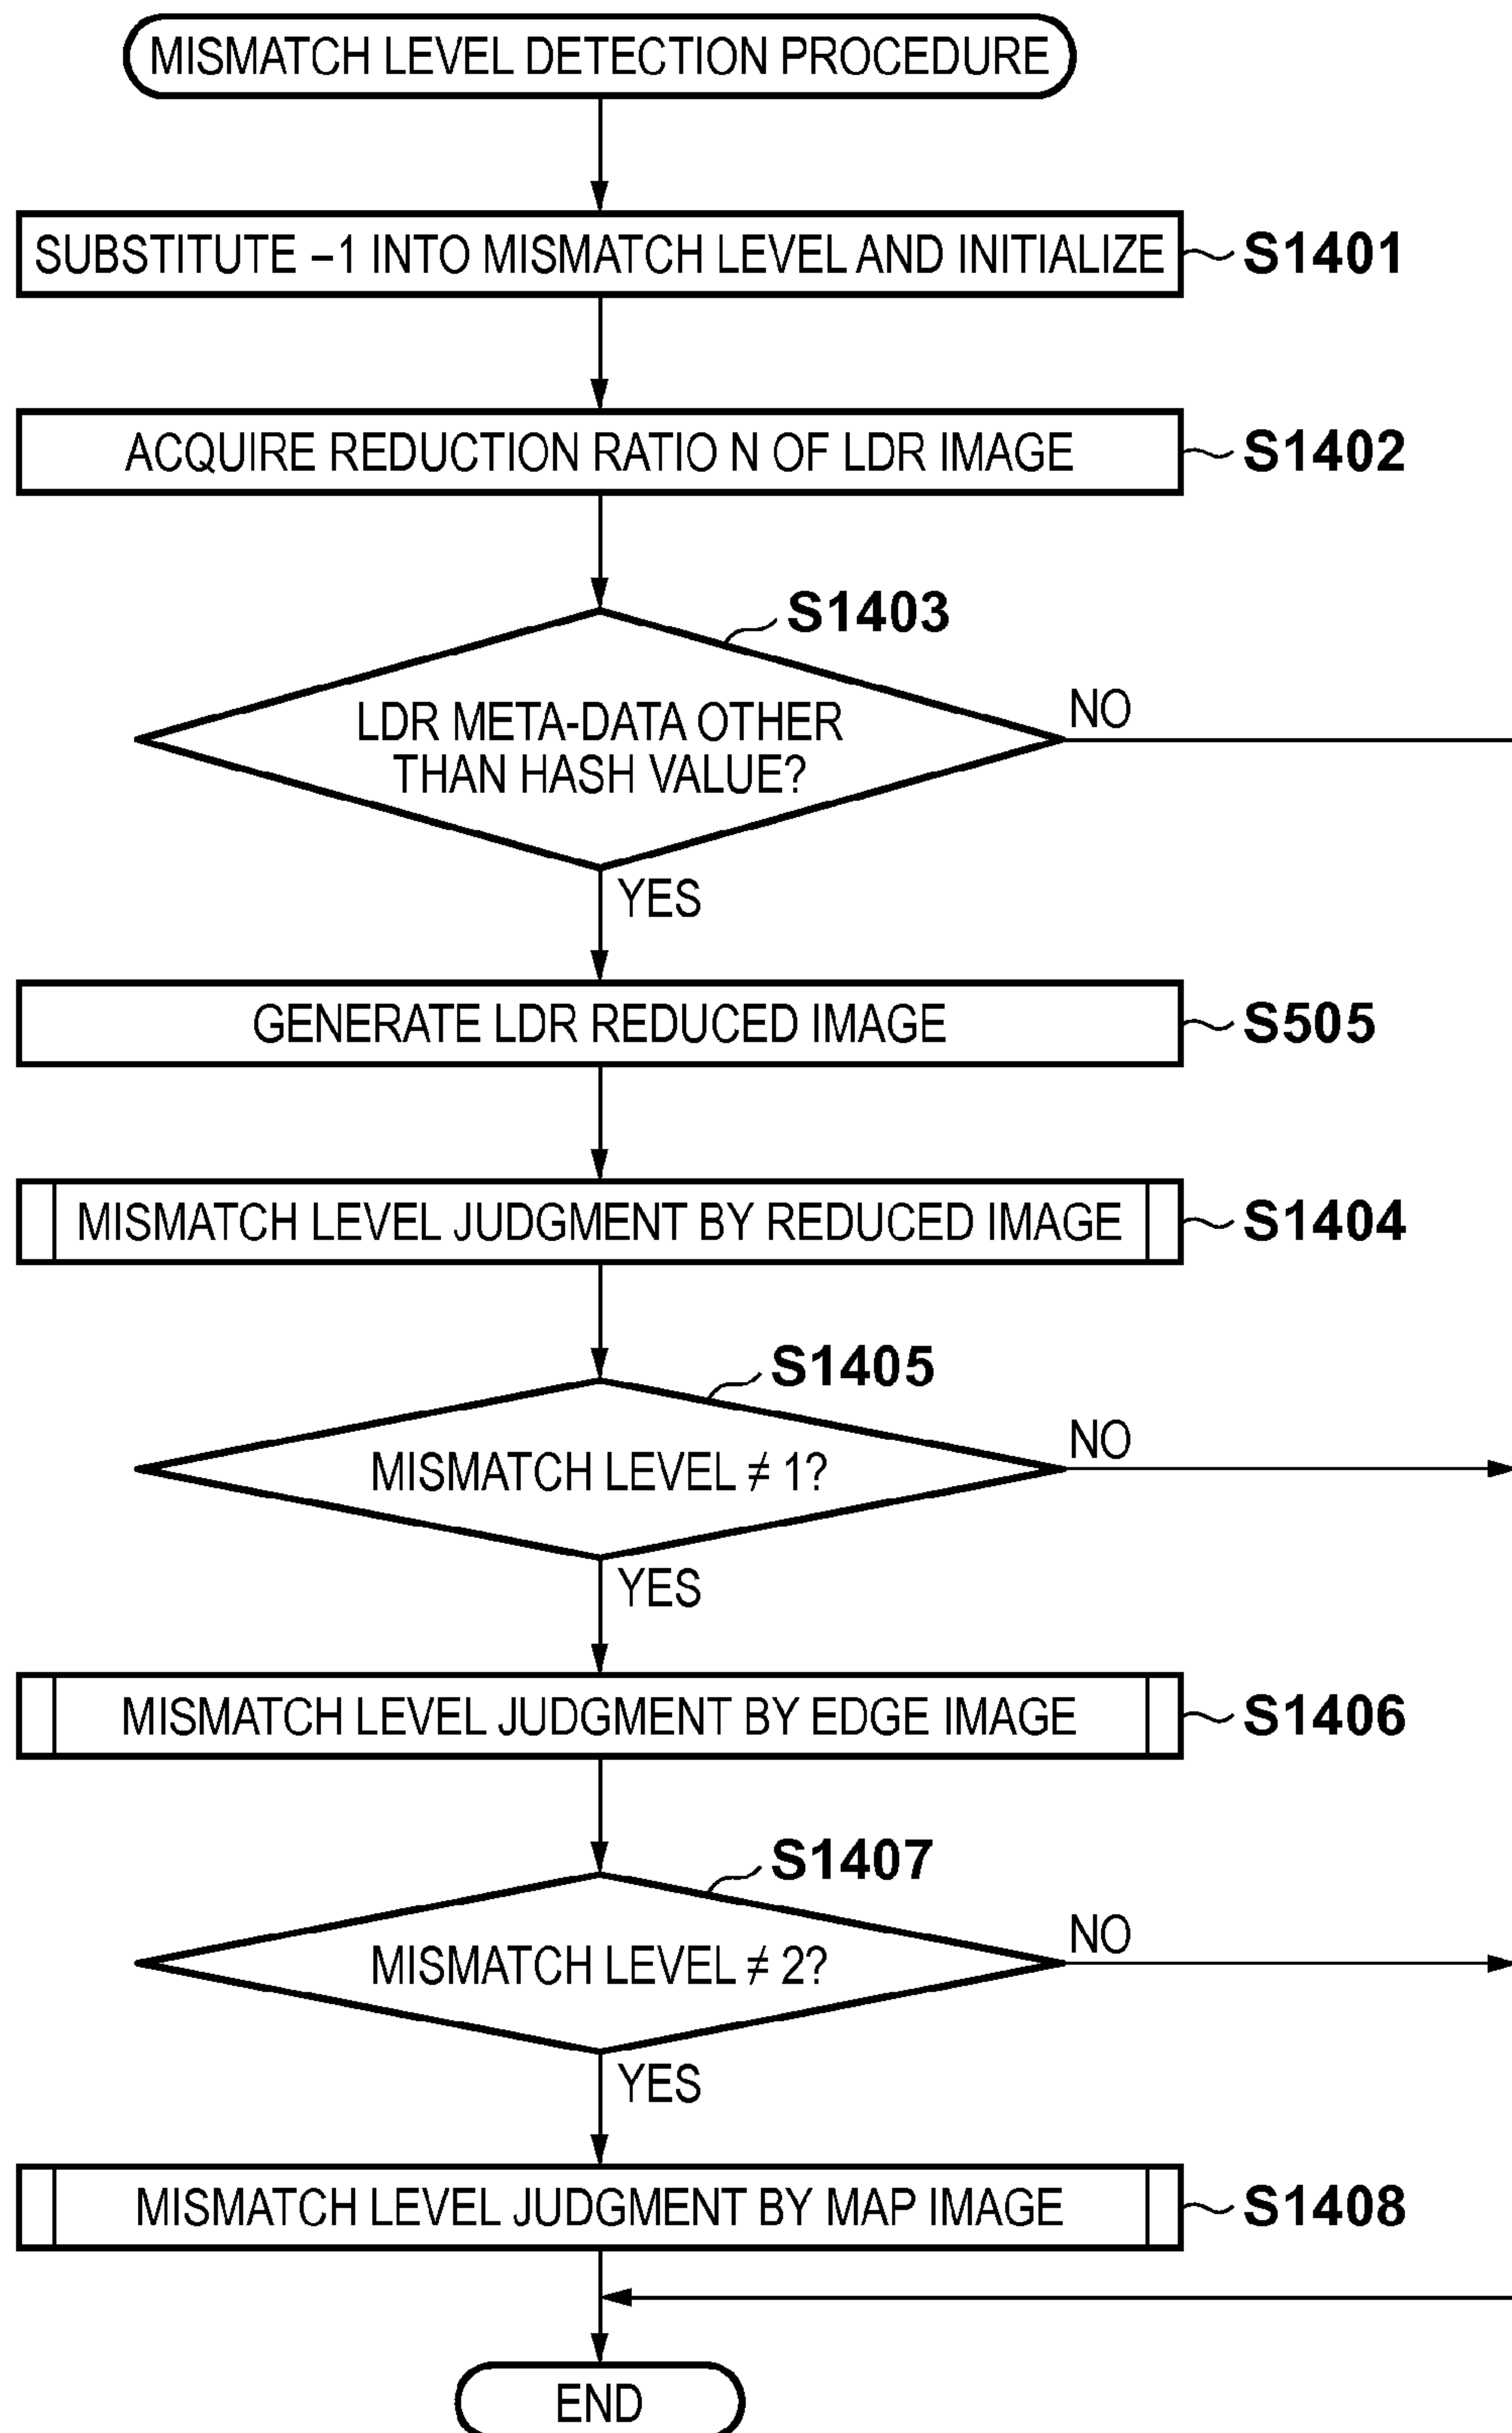 MISMATCH LEVEL DETECTION PROCEDURE
SUBSTITUTE –1 INTO MISMATCH LEVEL AND INITIALIZE
S1401
ACQUIRE REDUCTION RATIO N OF LDR IMAGE
S1402
S1403
LDR META-DATA OTHER
THAN HASH VALUE?
NO
YES
GENERATE LDR REDUCED IMAGE
S505
MISMATCH LEVEL JUDGMENT BY REDUCED IMAGE
S1404
S1405
MISMATCH LEVEL ≠ 1?
NO
YES
MISMATCH LEVEL JUDGMENT BY EDGE IMAGE
S1406
S1407
MISMATCH LEVEL ≠ 2?
NO
YES
MISMATCH LEVEL JUDGMENT BY MAP IMAGE
S1408
END